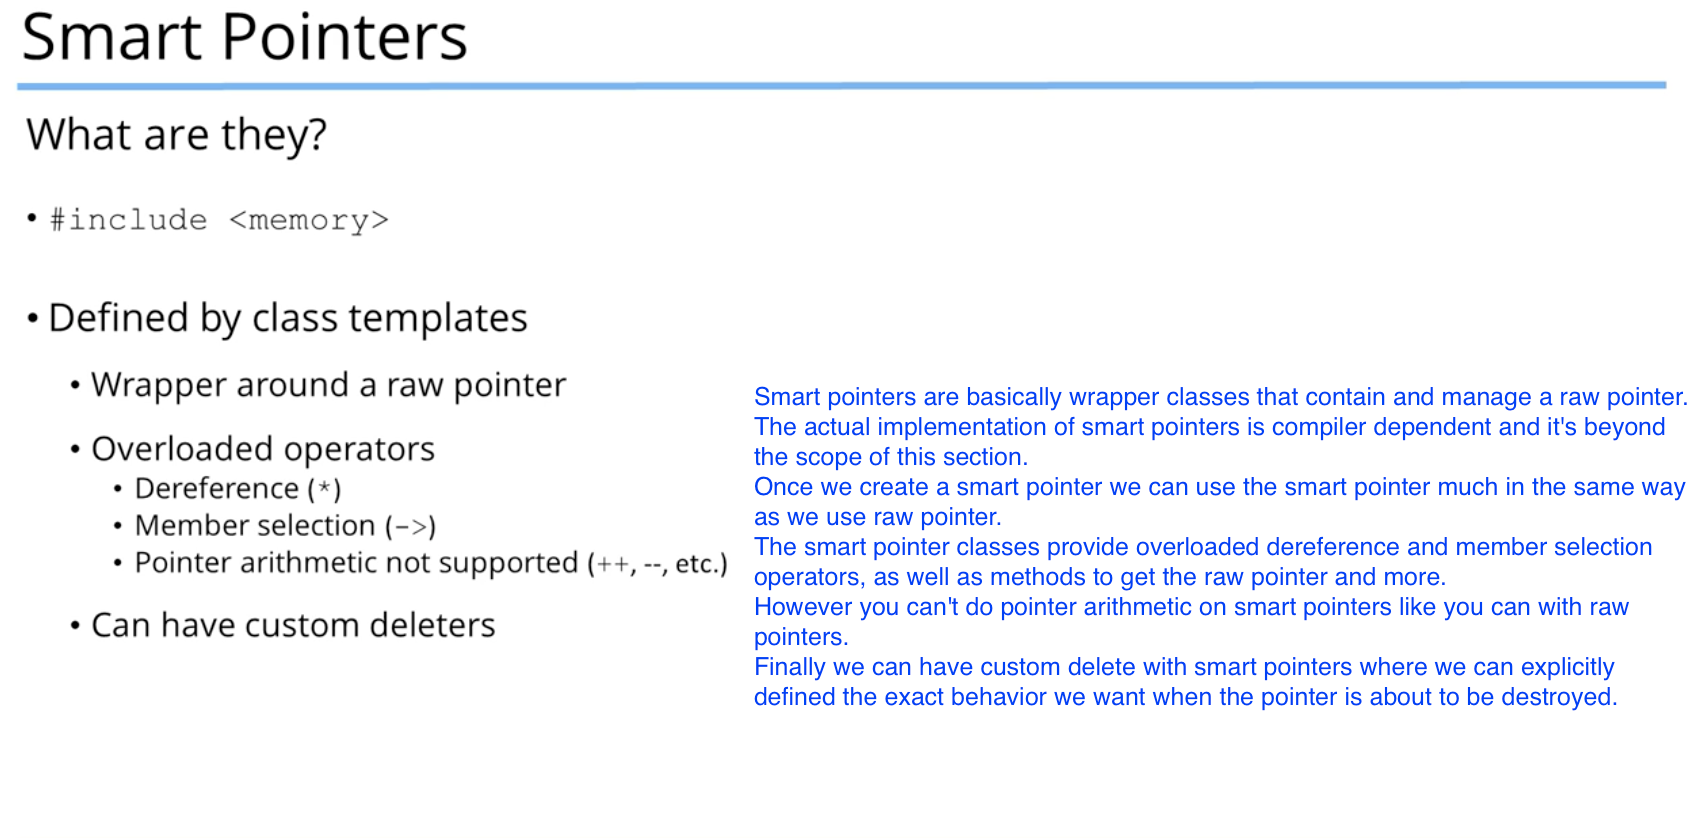 Smart Pointers
What are they?
• #include <memory>
• Defined by class templates
• Wrapper around a raw pointer
• Overloaded operators
• Dereference (*)
• Member selection (->)
• Pointer arithmetic not supported (++, --, etc.)
• Can have custom deleters
Smart pointers are basically wrapper classes that contain and manage a raw pointer.
The actual implementation of smart pointers is compiler dependent and it's beyond
the scope of this section.
Once we create a smart pointer we can use the smart pointer much in the same way
as we use raw pointer.
The smart pointer classes provide overloaded dereference and member selection
operators, as well as methods to get the raw pointer and more.
However you can't do pointer arithmetic on smart pointers like you can with raw
pointers.
Finally we can have custom delete with smart pointers where we can explicitly
defined the exact behavior we want when the pointer is about to be destroyed.